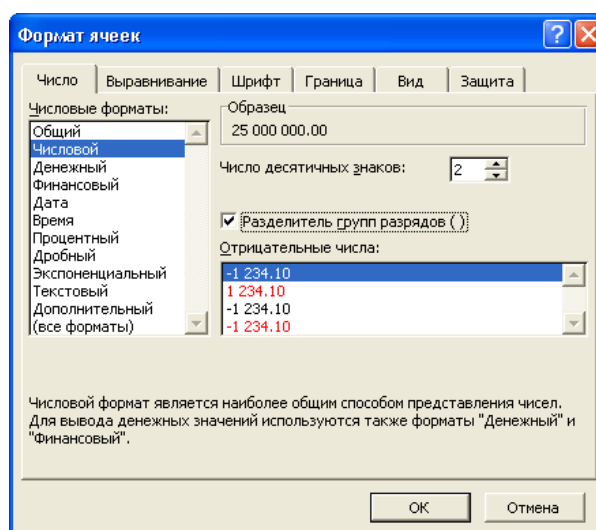 Формат ячеек
Число
Выравнивание
Шрифт
Граница
Вид
Защита
Числовые форматы:
Общий
Числовой
Денежный
Финансовый
Дата
Время
Процентный
Дробный
Экспоненциальный
Текстовый
Дополнительный
(все форматы)
Образец
25 000 000.00
Число десятичных знаков:
2
Разделитель групп разрядов ( )
Отрицательные числа:
-1 234.10
1 234.10
-1 234.10
-1 234.10
Числовой формат является наиболее общим способом представления чисел.
Для вывода денежных значений используются также форматы "Денежный" и
"Финансовый".
ОК
Отмена